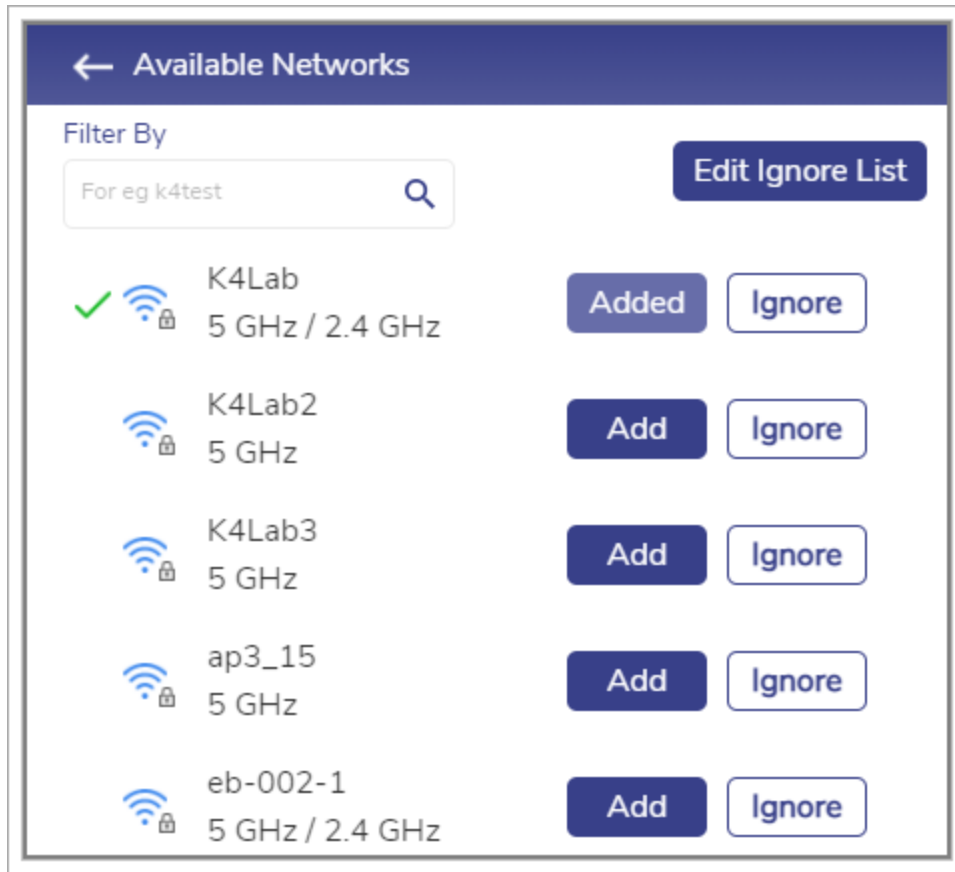 Available Networks
Filter By
For eg k4test
Edit Ignore List
K4Lab
5 GHz / 2.4 GHz
Added
Ignore
K4Lab2
5 GHz
Add
Ignore
K4Lab3
5 GHz
Add
Ignore
ap3_15
5 GHz
Add
Ignore
eb-002-1
5 GHz / 2.4 GHz
Add
Ignore